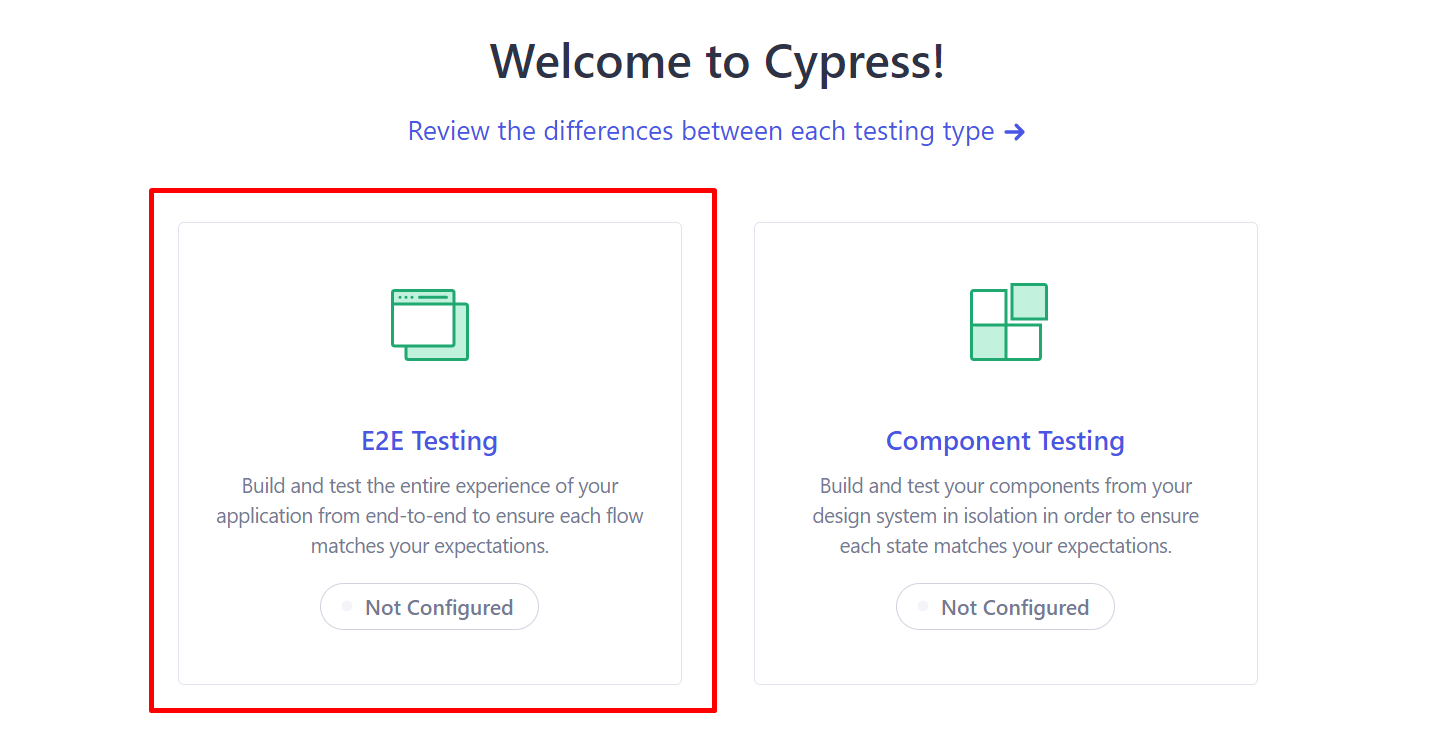 Welcome to Cypress!
Review the differences between each testing type →
E2E Testing
Build and test the entire experience of your
application from end-to-end to ensure each flow
matches your expectations.
Not Configured
Component Testing
Build and test your components from your
design system in isolation in order to ensure
each state matches your expectations.
Not Configured